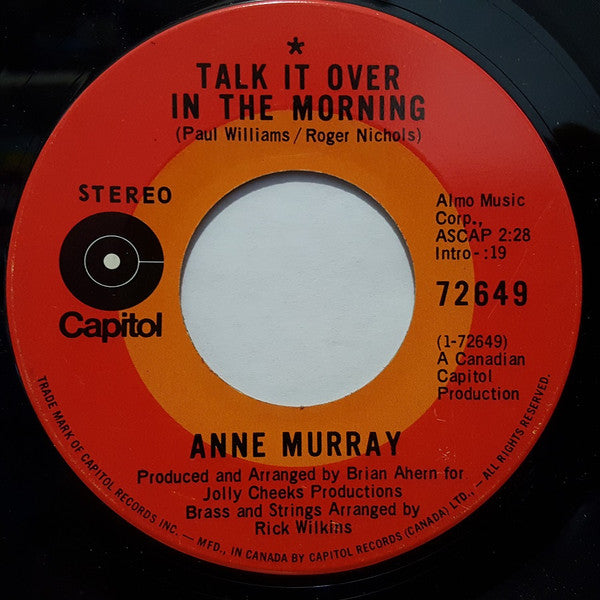 *
TALK IT OVER
IN THE MORNING
(Paul Williams/Roger Nichols)
STEREO
Capitol
Almo Music
Corp.,
ASCAP 2:28
Intro-:19
72649
(1-72649)
A Canadian
Capitol
Production
ANNE MURRAY
Produced and Arranged by Brian Ahern for
Jolly Cheeks Productions
Brass and Strings Arranged by
Rick Wilkins
TRADE MARK OF CAPITOL RECORDS INC. — MFD., IN CANADA BY CAPITOL RECORDS (CANADA) LTD., — ALL RIGHTS RESERVED.